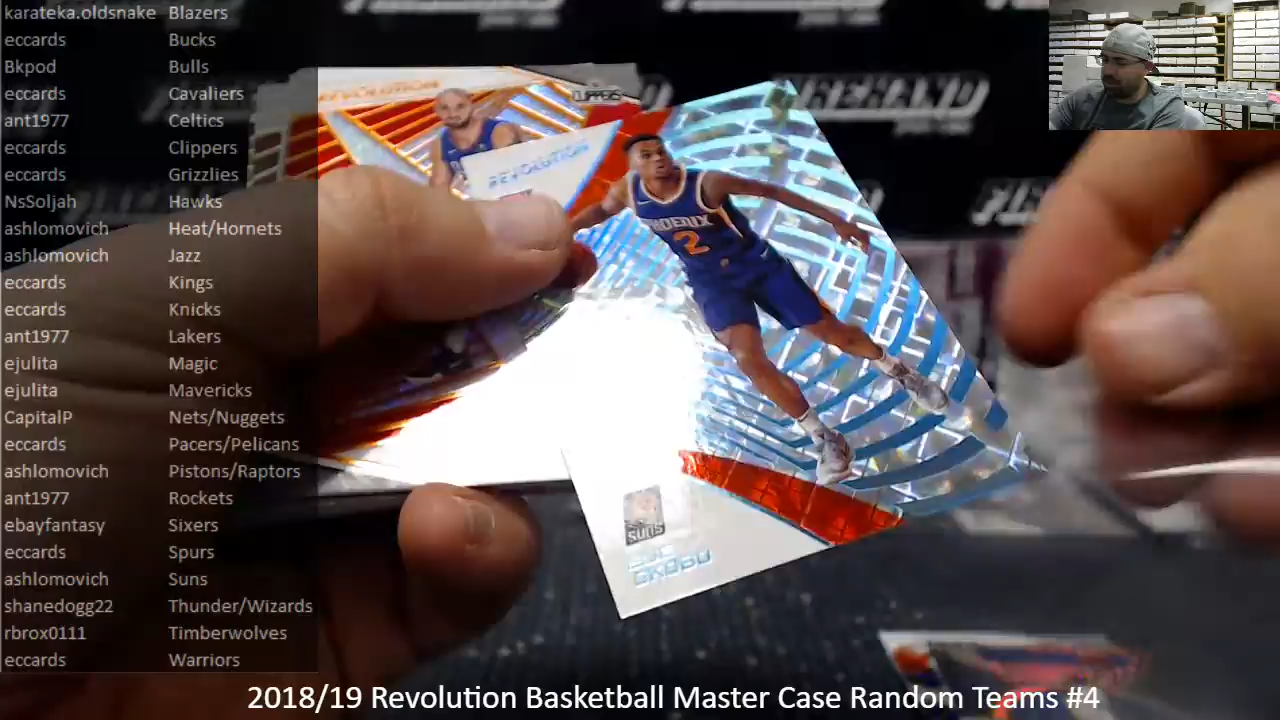 karateka.oldsnake Blazers
eccards Bucks
Bkpod Bulls
eccards Cavaliers
ant1977 Celtics
eccards Clippers
eccards Grizzlies
NsSoljah Hawks
ashlomovich Heat/Hornets
ashlomovich Jazz
eccards Kings
eccards Knicks
ant1977 Lakers
ejulita Magic
ejulita Mavericks
CapitalP Nets/Nuggets
eccards Pacers/Pelicans
ashlomovich Pistons/Raptors
ant1977 Rockets
ebayfantasy Sixers
eccards Spurs
ashlomovich Suns
shanedogg22 Thunder/Wizards
rbrox0111 Timberwolves
eccards Warriors
REVOLUTION
CLIPPERS
REVOLUTION
PHOENIX
2
SUNS
OKOBO
2018/19 Revolution Basketball Master Case Random Teams #4